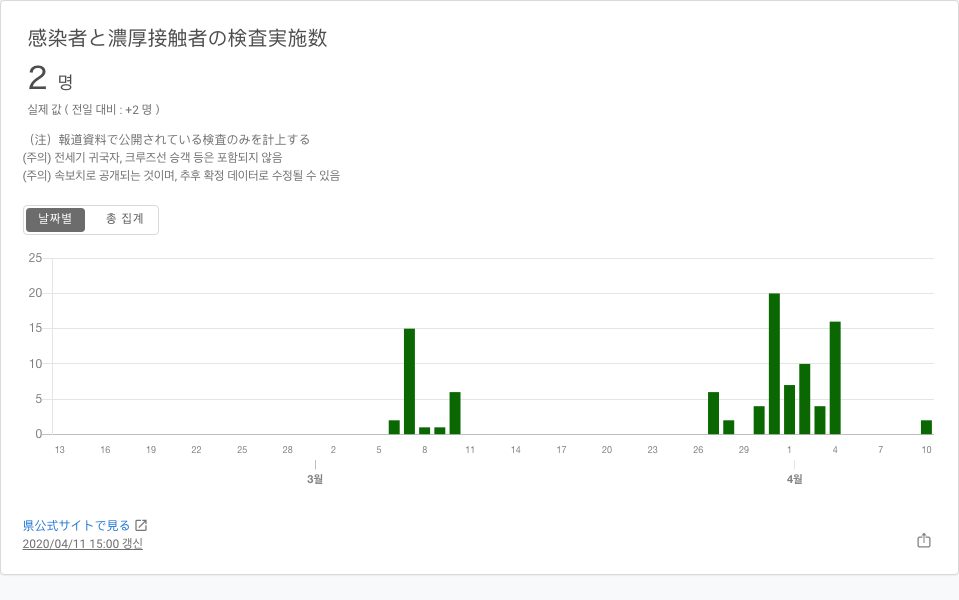 感染者と濃厚接触者の検査実施数
2 명
실제 값 ( 전일 대비 : +2 명 )
（注）報道資料で公開されている検査のみを計上する
(주의) 전세기 귀국자, 크루즈선 승객 등은 포함되지 않음
(주의) 속보치로 공개되는 것이며, 추후 확정 데이터로 수정될 수 있음
날짜별 총 집계
25
20
15
10
5
0
13 16 19 22 25 28 2 5 8 11 14 17 20 23 26 29 1 4 7 10
3월 4월
県公式サイトで見る
2020/04/11 15:00 갱신